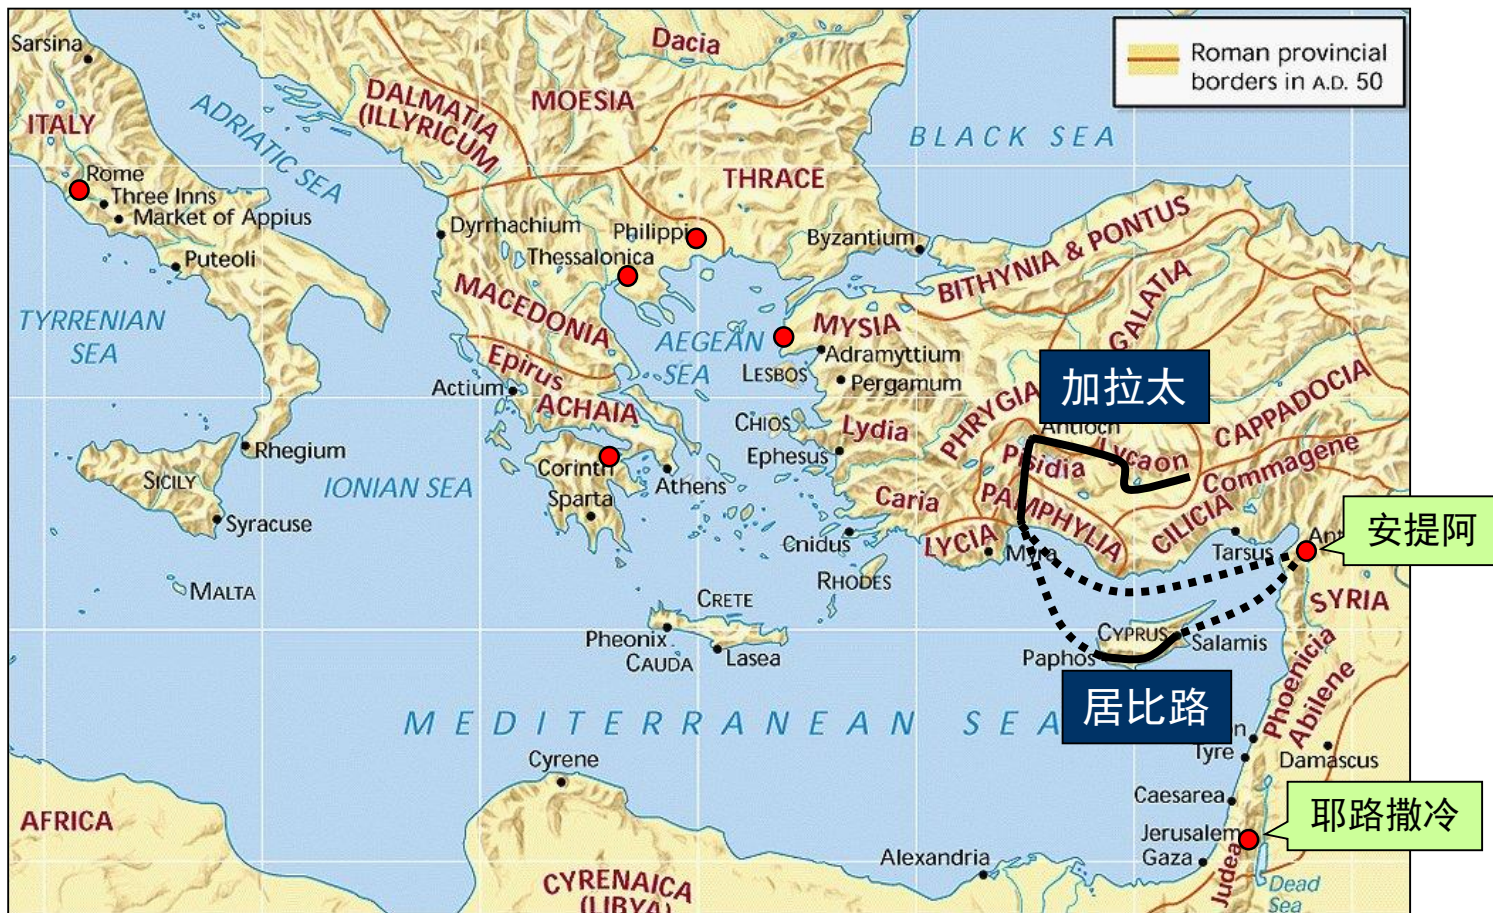 Sarsina
Dacia
Roman provincial
borders in A.D. 50
ITALY
ADRIATIC SEA
DALMATIA
(ILLYRICUM)
MOESIA
BLACK SEA
Rome
Three Inns
Market of Appius
THRACE
Puteoli
Dyrrhachium
Philippi
Thessalonica
Byzantium
BITHYNIA & PONTUS
GALATIA
TYRRENIAN
SEA
MACEDONIA
AEGEAN
SEA
MYSIA
Adramyttium
LESBOS
Pergamum
Epirus
Actium
ACHAIA
PHRYGIA
加拉太
CAPPADOCIA
Antioch
CHIOS
Lydia
Ephesus
Pisidia
Lycaon
Commagene
Rhegium
SICILY
IONIAN SEA
Corinth
Sparta
Athens
Caria
PAMPHYLIA
CILICIA
Syracuse
Cnidus
LYCIA
Myra
Tarsus
Ant
安提阿
MALTA
RHODES
SYRIA
CRETE
Pheonix
CAUDA
Lasea
CYPRUS
Salamis
Paphos
居比路
Phoenicia
Abilene
MEDITERRANEAN SEA
on
Tyre
Damascus
Cyrene
Caesarea
AFRICA
Jerusalem
耶路撒冷
Gaza
Judea
Alexandria
Dead
Sea
CYRENAICA
(LIBYA)